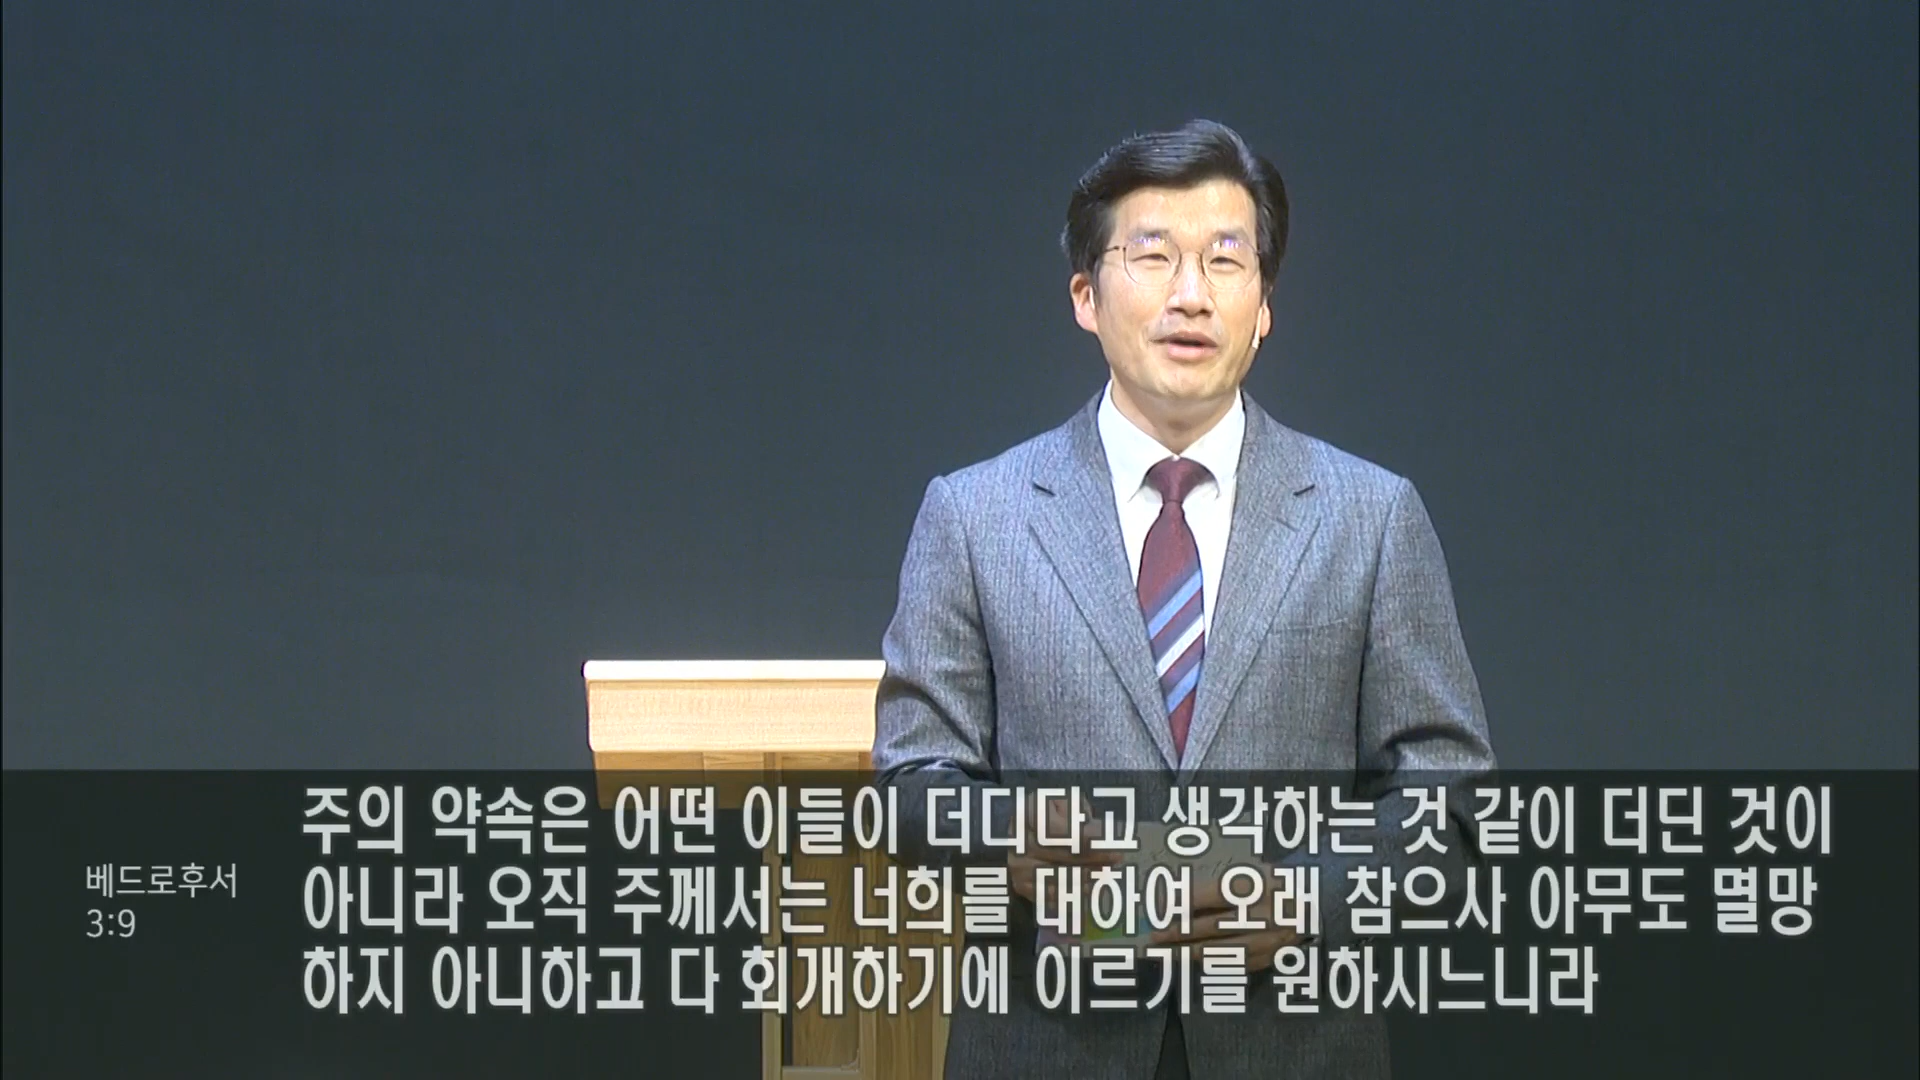 베드로후서
3:9
주의 약속은 어떤 이들이 더디다고 생각하는 것 같이 더딘 것이
아니라 오직 주께서는 너희를 대하여 오래 참으사 아무도 멸망
하지 아니하고 다 회개하기에 이르기를 원하시느니라